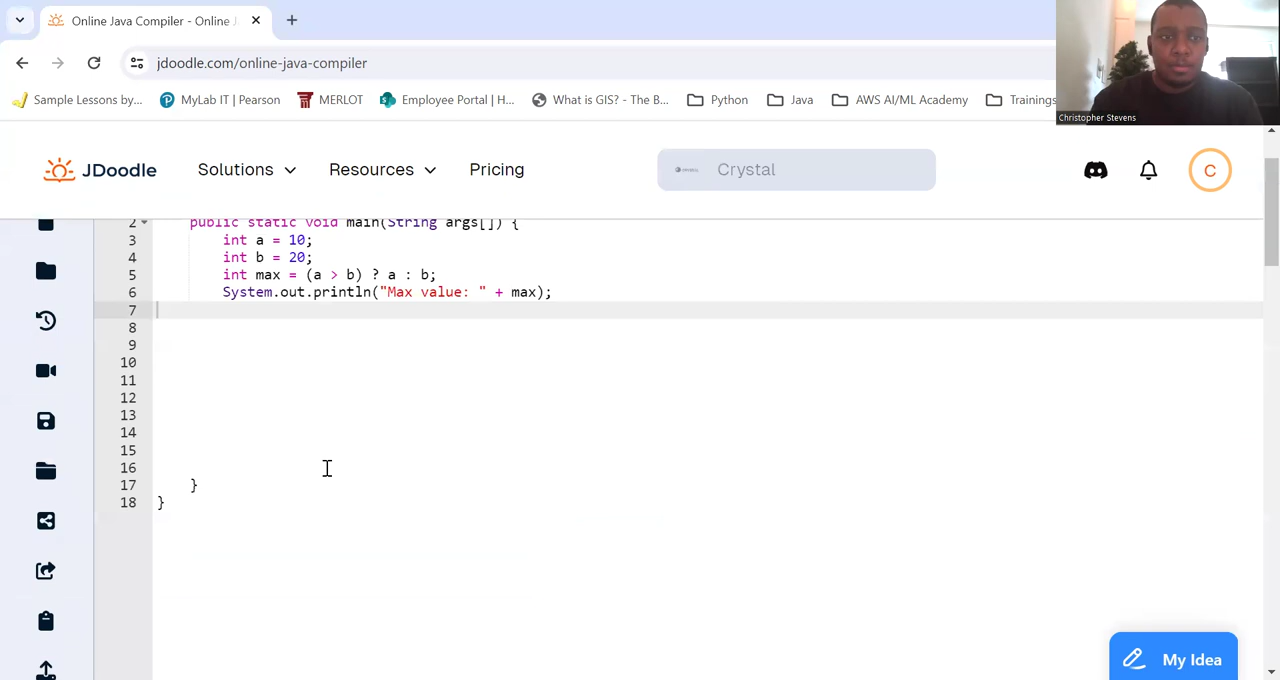 Online Java Compiler - Online J
jdoodle.com/online-java-compiler
Sample Lessons by... MyLab IT | Pearson MERLOT Employee Portal | H... What is GIS? - The B... Python Java AWS AI/ML Academy Trainings
Christopher Stevens
JDoodle Solutions Resources Pricing Crystal C
2 public static void main(String args[]) {
3 int a = 10;
4 int b = 20;
5 int max = (a > b) ? a : b;
6 System.out.println("Max value: " + max);
7
8
9
10
11
12
13
14
15
16
17 }
18 }
My Idea